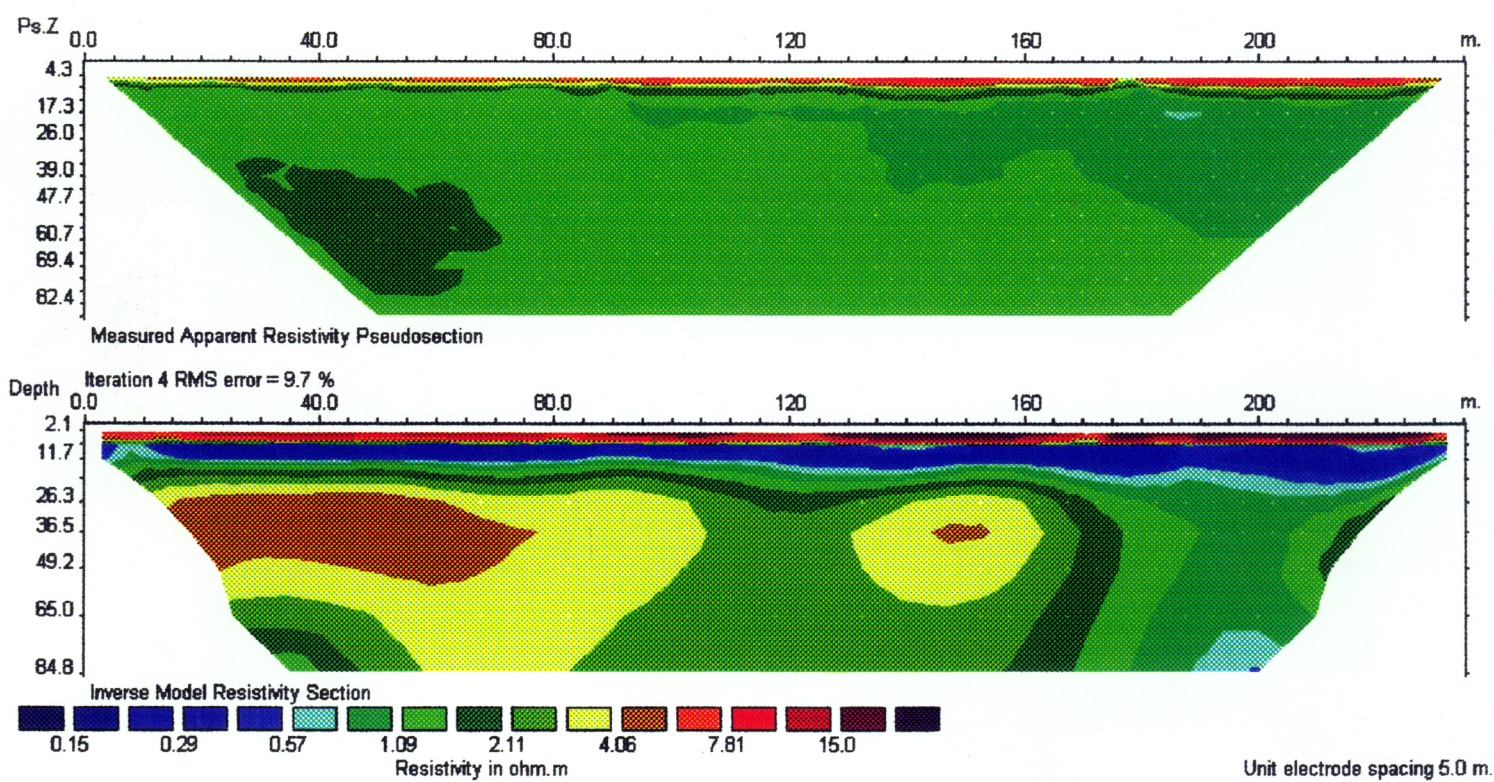 Ps.Z
0.0 40.0 80.0 120 160 200 m.
4.3
17.3
26.0
39.0
47.7
60.7
69.4
82.4
Measured Apparent Resistivity Pseudosection
Depth Iteration 4 RMS error = 9.7 %
0.0 40.0 80.0 120 160 200 m.
2.1
11.7
26.3
36.5
49.2
65.0
84.8
Inverse Model Resistivity Section
0.15 0.29 0.57 1.09 2.11 4.06 7.81 15.0
Resistivity in ohm.m
Unit electrode spacing 5.0 m.